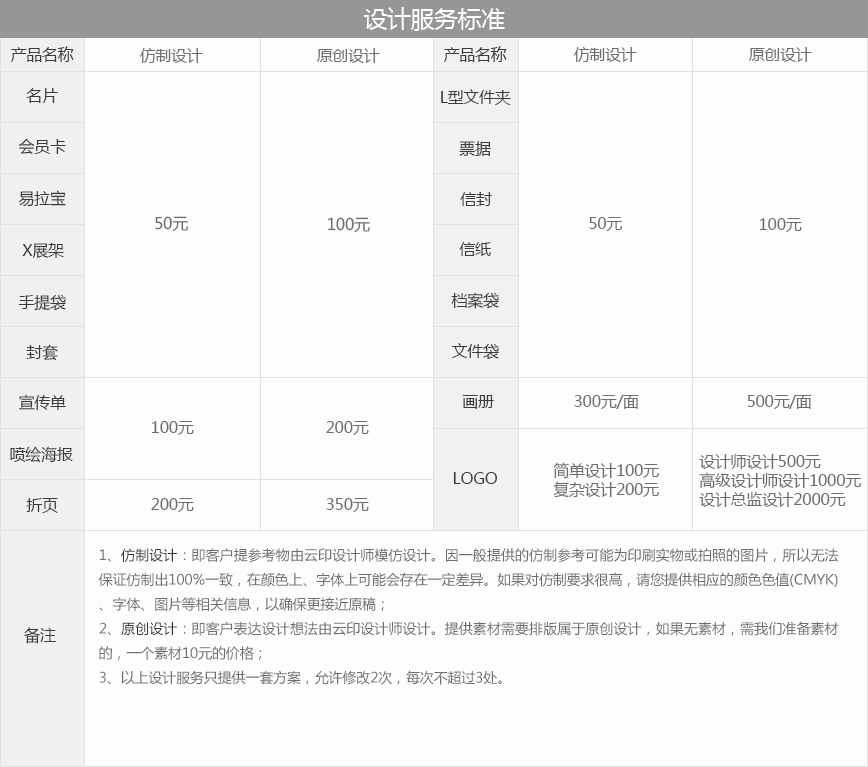 设计服务标准
产品名称 仿制设计 原创设计 产品名称 仿制设计 原创设计
名片 L型文件夹
会员卡 票据
易拉宝 信封
50元 100元 50元 100元
X展架 信纸
手提袋 档案袋
封套 文件袋
宣传单 画册 300元/面 500元/面
100元 200元
喷绘海报
LOGO
简单设计100元
复杂设计200元
设计师设计500元
高级设计师设计1000元
设计总监设计2000元
折页 200元 350元
备注
1、仿制设计：即客户提参考物由云印设计师模仿设计。因一般提供的仿制参考可能为印刷实物或拍照的图片，所以无法
保证仿制出100%一致，在颜色上、字体上可能会存在一定差异。如果对仿制要求很高，请您提供相应的颜色色值(CMYK)
、字体、图片等相关信息，以确保更接近原稿；
2、原创设计：即客户表达设计想法由云印设计师设计。提供素材需要排版属于原创设计，如果无素材，需我们准备素材
的，一个素材10元的价格；
3、以上设计服务只提供一套方案，允许修改2次，每次不超过3处。